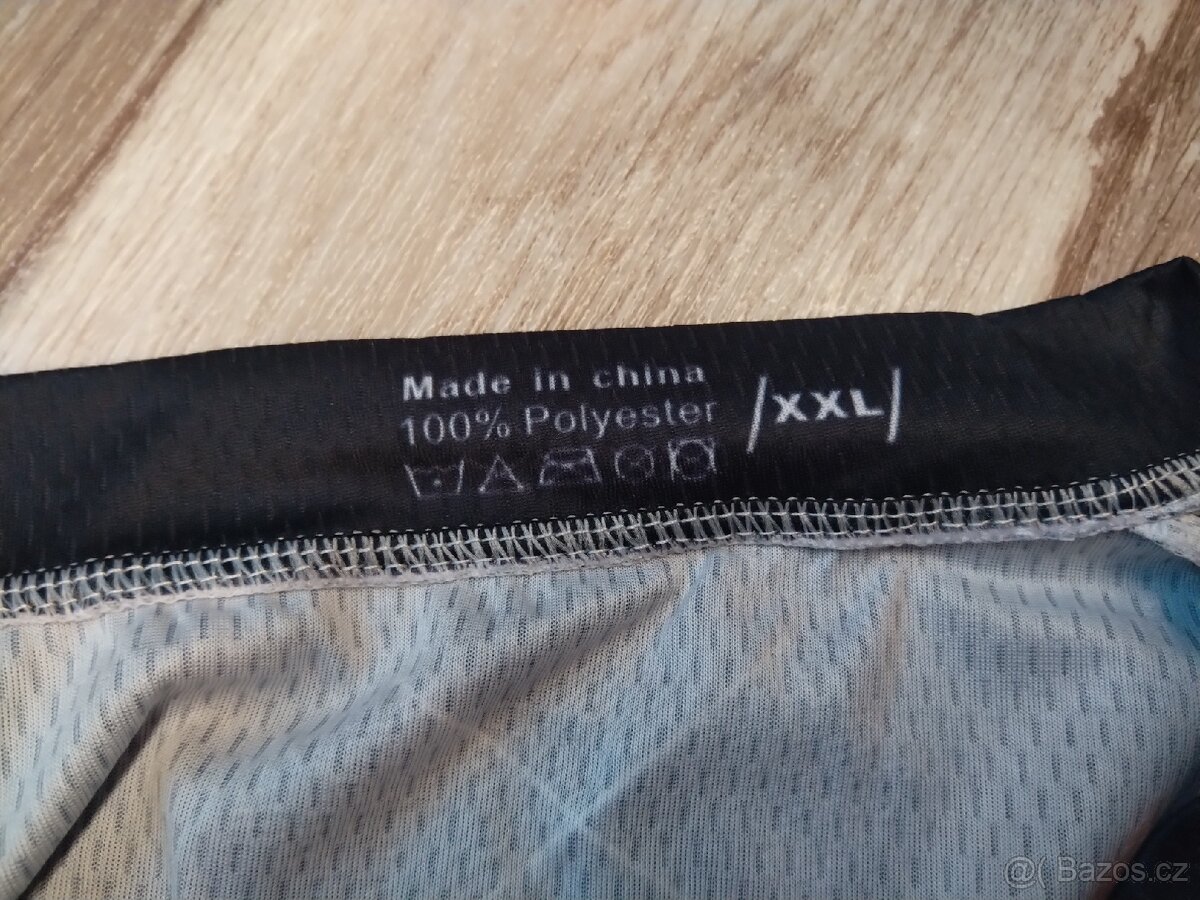 Made in china
100% Polyester
/XXL/
@( Bazos.cz